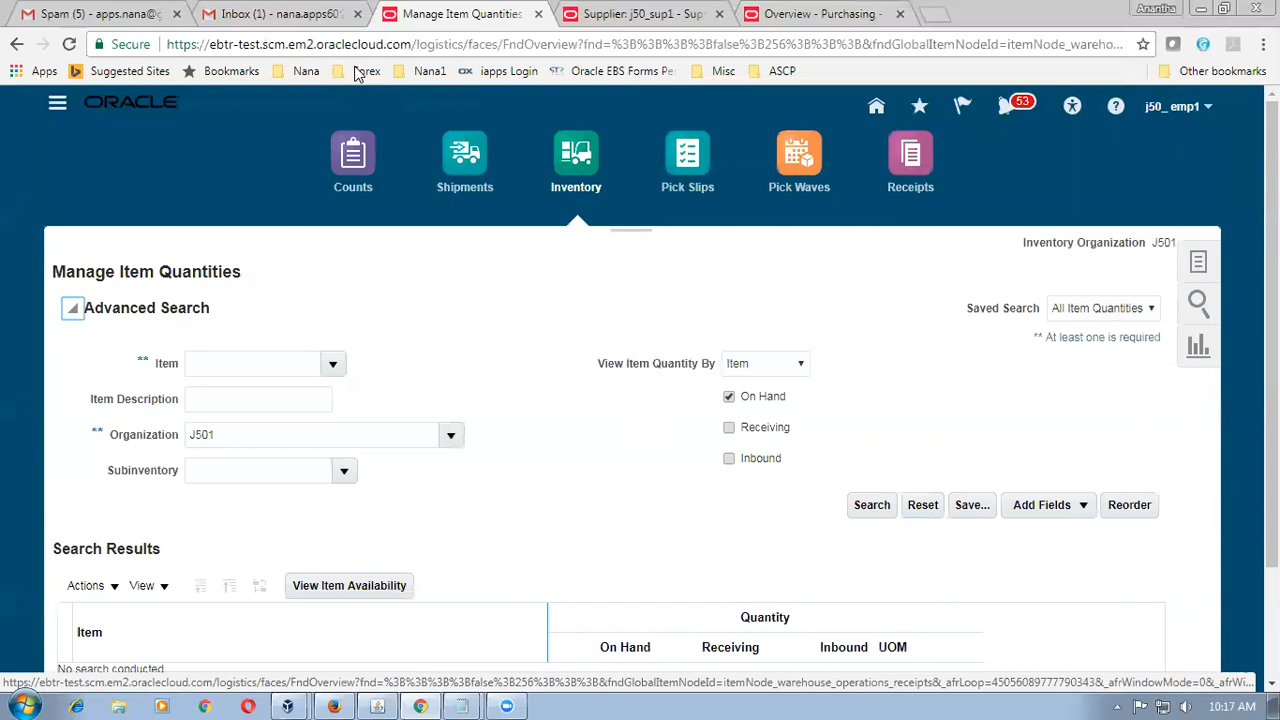 Spam (5) - appsmana@g
Inbox (1) - nana.apps60
Manage Item Quantities
Supplier: j50_sup1 - Sup
Overview - Purchasing -
Anantha
Secure https://ebtr-test.scm.em2.oraclecloud.com/logistics/faces/FndOverview?fnd=%3B%3B%3B%3Bfalse%3B256%3B%3B%3B&fndGlobalItemNodeId=itemNode_wareho...
Apps Suggested Sites Bookmarks Nana Nana1 iapps Login Oracle EBS Forms Per Misc ASCP Other bookmarks
ORACLE
53
j50_emp1
Counts
Shipments
Inventory
Pick Slips
Pick Waves
Receipts
Inventory Organization J501
Manage Item Quantities
Advanced Search
Saved Search All Item Quantities
** At least one is required
** Item
View Item Quantity By Item
Item Description
On Hand
** Organization J501
Receiving
Subinventory
Inbound
Search Reset Save... Add Fields Reorder
Search Results
Actions View View Item Availability
Quantity
Item
On Hand Receiving Inbound UOM
No search conducted.
https://ebtr-test.scm.em2.oraclecloud.com/logistics/faces/FndOverview?fnd=%3B%3B%3B%3Bfalse%3B256%3B%3B%3B&fndGlobalItemNodeId=itemNode_warehouse_operations_receipts&_afrLoop=45056089777790343&_afrWindowMode=0&_afrWi...
10:17 AM